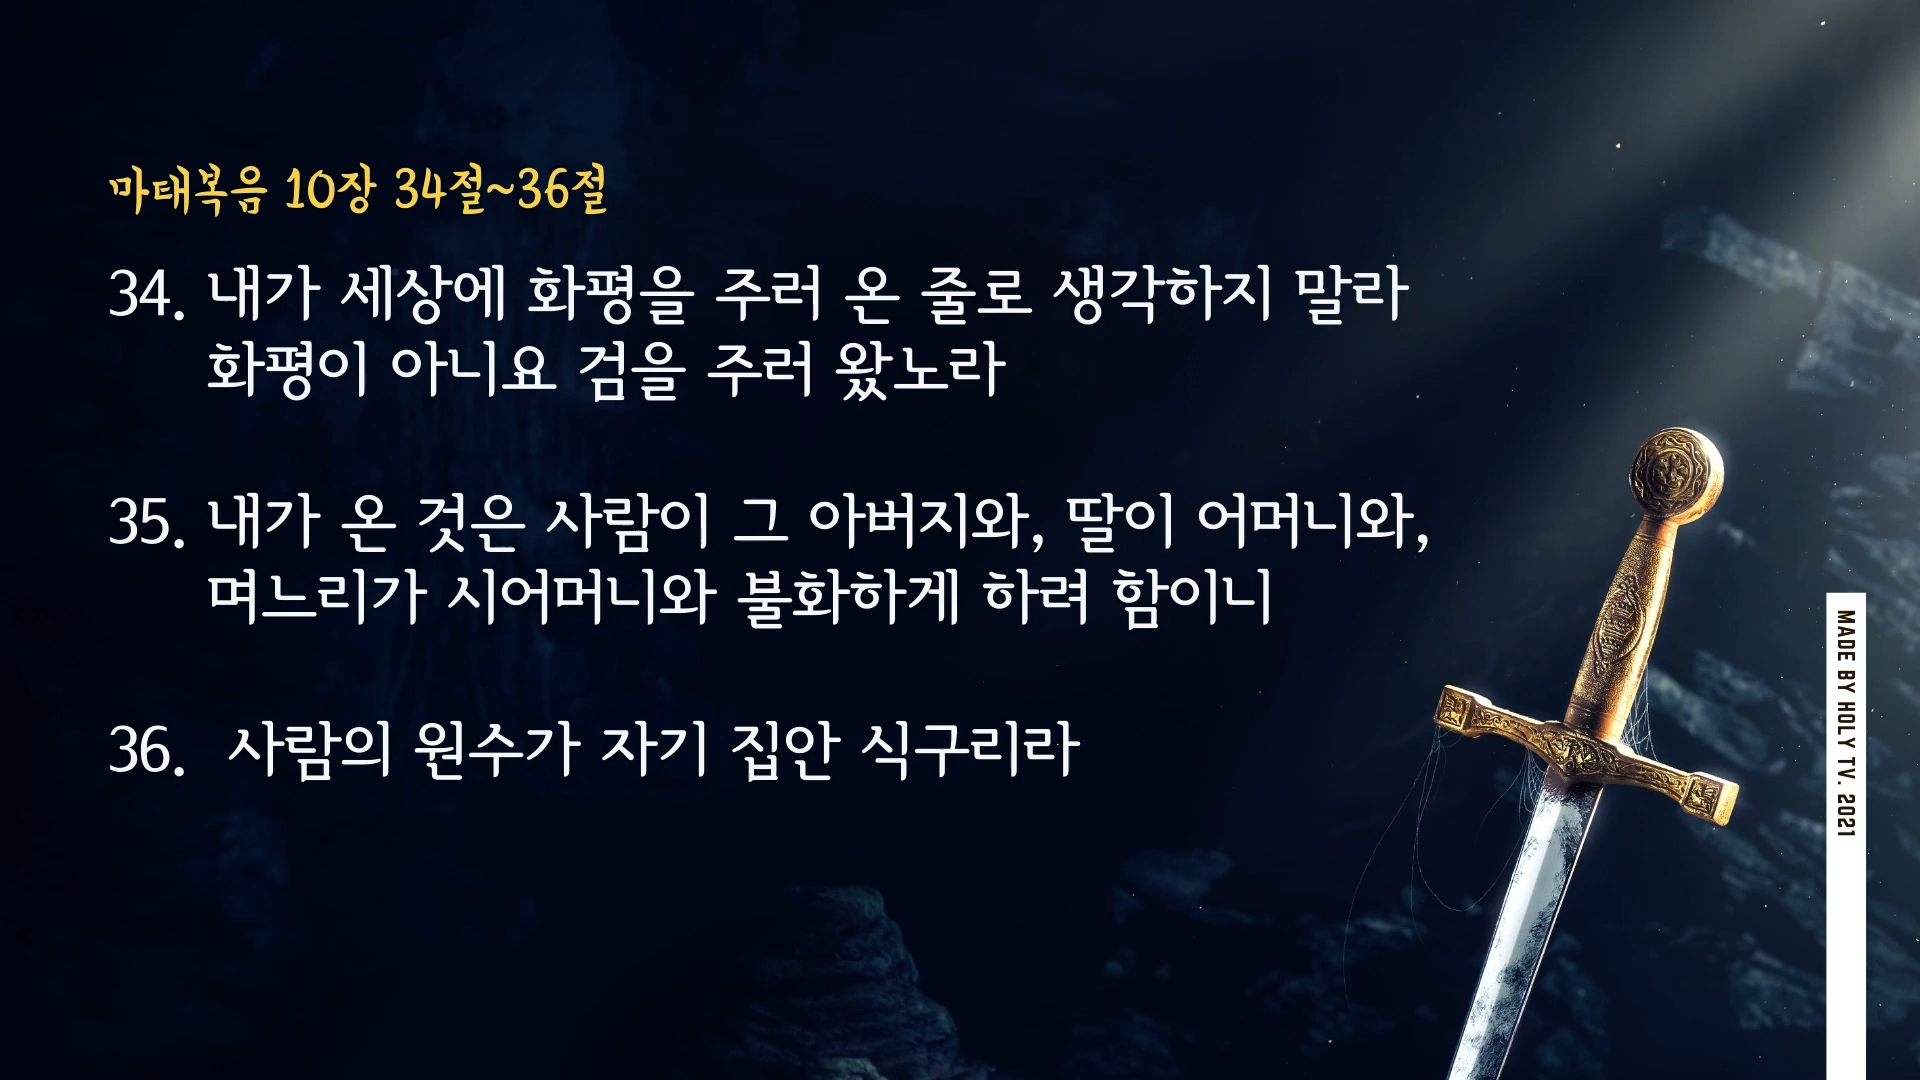 마태복음 10장 34절~36절
34. 내가 세상에 화평을 주러 온 줄로 생각하지 말라
화평이 아니요 검을 주러 왔노라
35. 내가 온 것은 사람이 그 아버지와, 딸이 어머니와,
며느리가 시어머니와 불화하게 하려 함이니
36. 사람의 원수가 자기 집안 식구리라
MADE BY HOLY TV. 2021